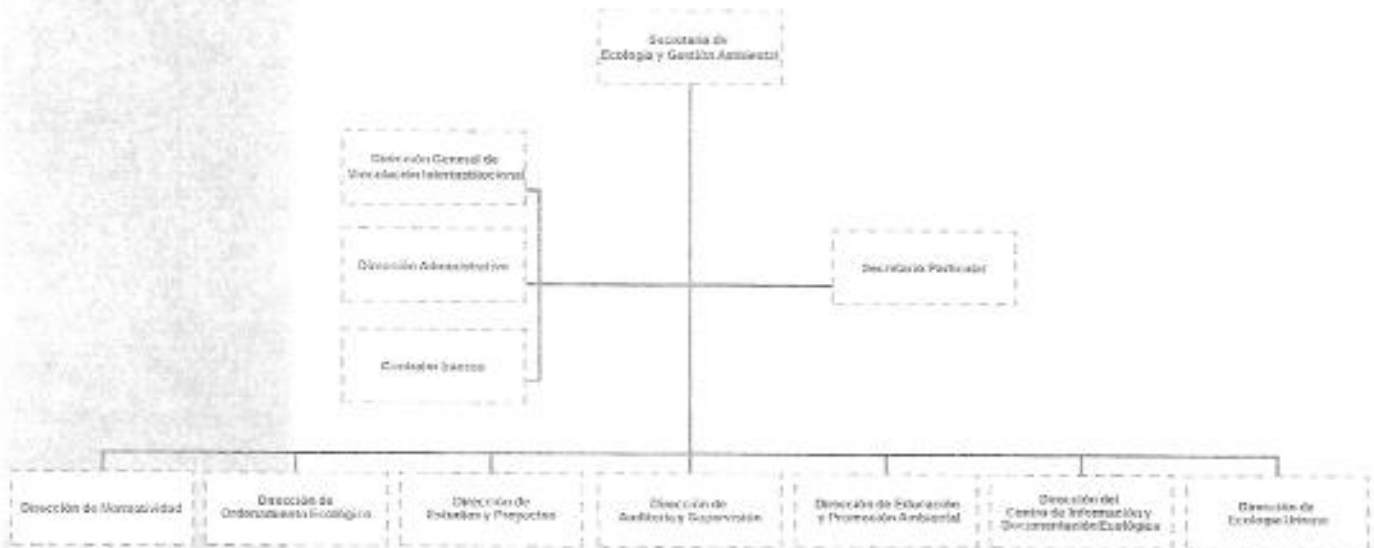 Secretaría de
Ecología y Gestión Ambiental
Dirección General de
Vinculación Interinstitucional
Dirección Administrativa
Secretario Particular
Contralor Interno
Dirección de Normatividad
Dirección de
Ordenamiento Ecológico
Dirección de
Estudios y Proyectos
Dirección de
Auditoría y Supervisión
Dirección de Educación
y Promoción Ambiental
Dirección del
Centro de Información y
Documentación Ecológica
Dirección de
Ecología Urbana